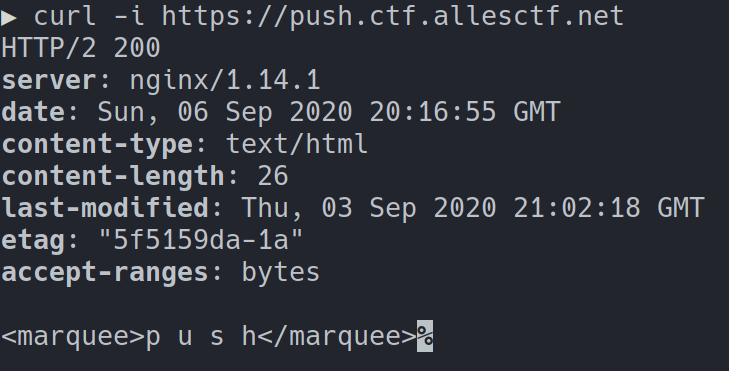 ▶ curl -i https://push.ctf.allesctf.net
HTTP/2 200
server: nginx/1.14.1
date: Sun, 06 Sep 2020 20:16:55 GMT
content-type: text/html
content-length: 26
last-modified: Thu, 03 Sep 2020 21:02:18 GMT
etag: "5f5159da-1a"
accept-ranges: bytes

<marquee>p u s h</marquee>%